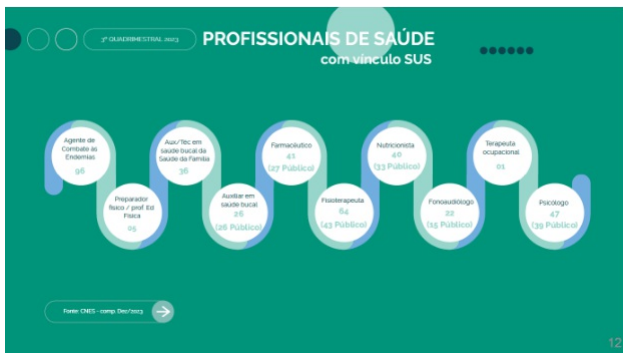 3º QUADRIMESTRAL 2023
PROFISSIONAIS DE SAÚDE
com vínculo SUS
Agente de
Combate às
Endemias
96
Preparador
físico / prof. Ed
Física
05
Aux/Tec em
saúde bucal da
Saúde da Família
36
Auxiliar em
saúde bucal
26
(26 Público)
Farmacêutico
41
(27 Público)
Fisioterapeuta
64
(43 Público)
Nutricionista
40
(33 Público)
Fonoaudiólogo
22
(15 Público)
Terapeuta
ocupacional
01
Psicólogo
47
(39 Público)
Fonte: CNES - comp. Dez/2023
12